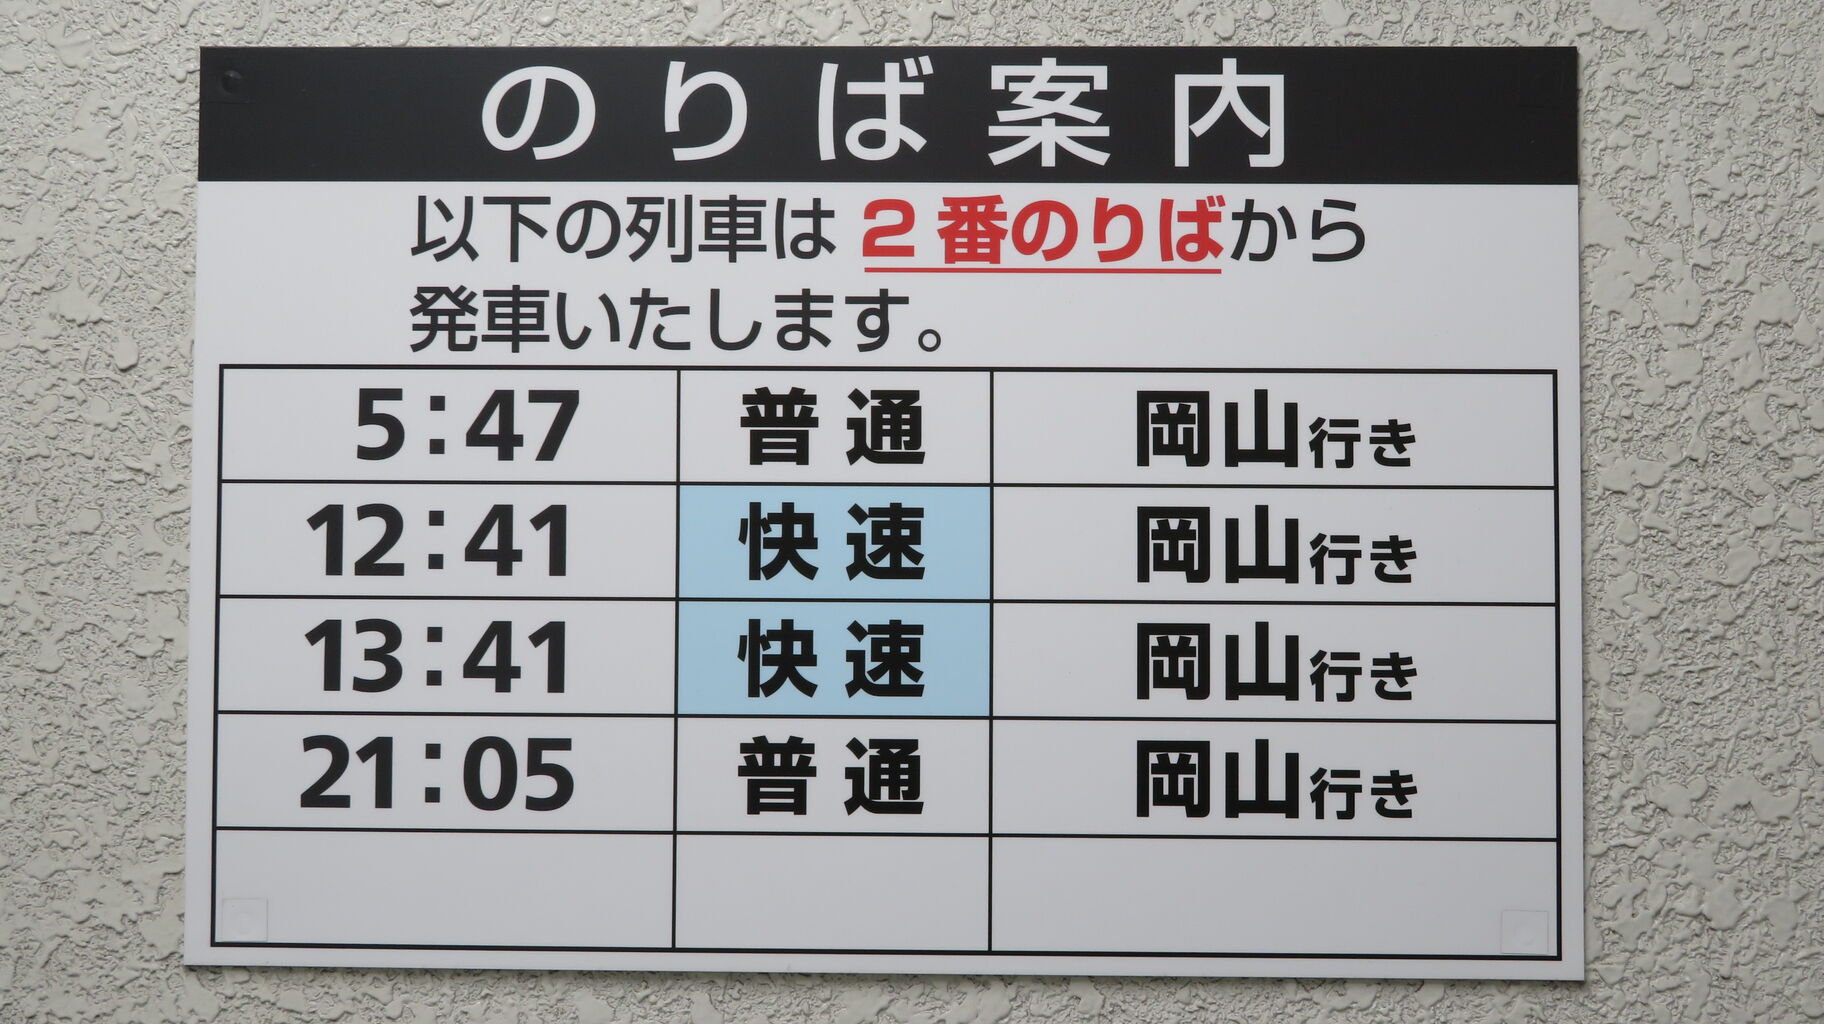 のりば案内
以下の列車は 2番のりばから
発車いたします。
5:47 普通 岡山行き
12:41 快速 岡山行き
13:41 快速 岡山行き
21:05 普通 岡山行き